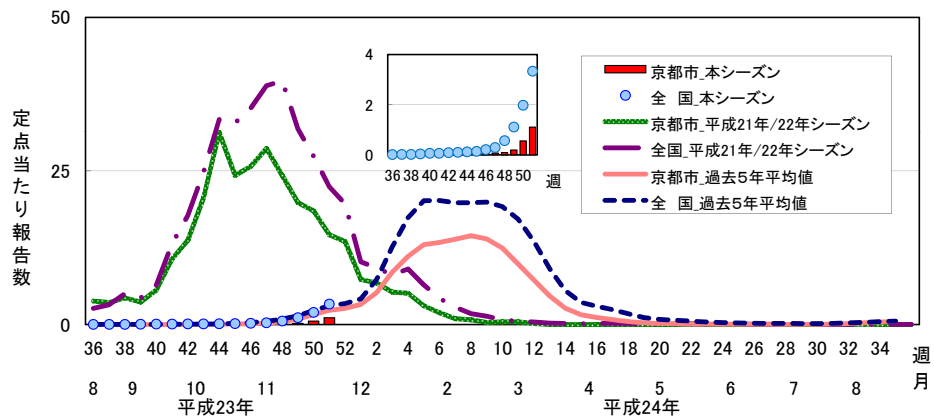 定点当たり報告数
50
25
0
4
2
0
36 38 40 42 44 46 48 50 週
京都市_本シーズン
全　国_本シーズン
京都市_平成21年/22年シーズン
全国_平成21年/22年シーズン
京都市_過去５年平均値
全　国_過去５年平均値
36 38 40 42 44 46 48 50 52 2 4 6 8 10 12 14 16 18 20 22 24 26 28 30 32 34 週
8 9 10 11 12 2 3 4 5 6 7 8 月
平成23年 平成24年